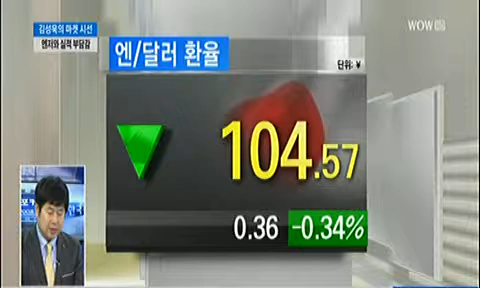 김성욱의 마켓 시선
엔저와 실적 부담감
WOW
엔/달러 환율
단위: ¥
104.57
0.36 -0.34%